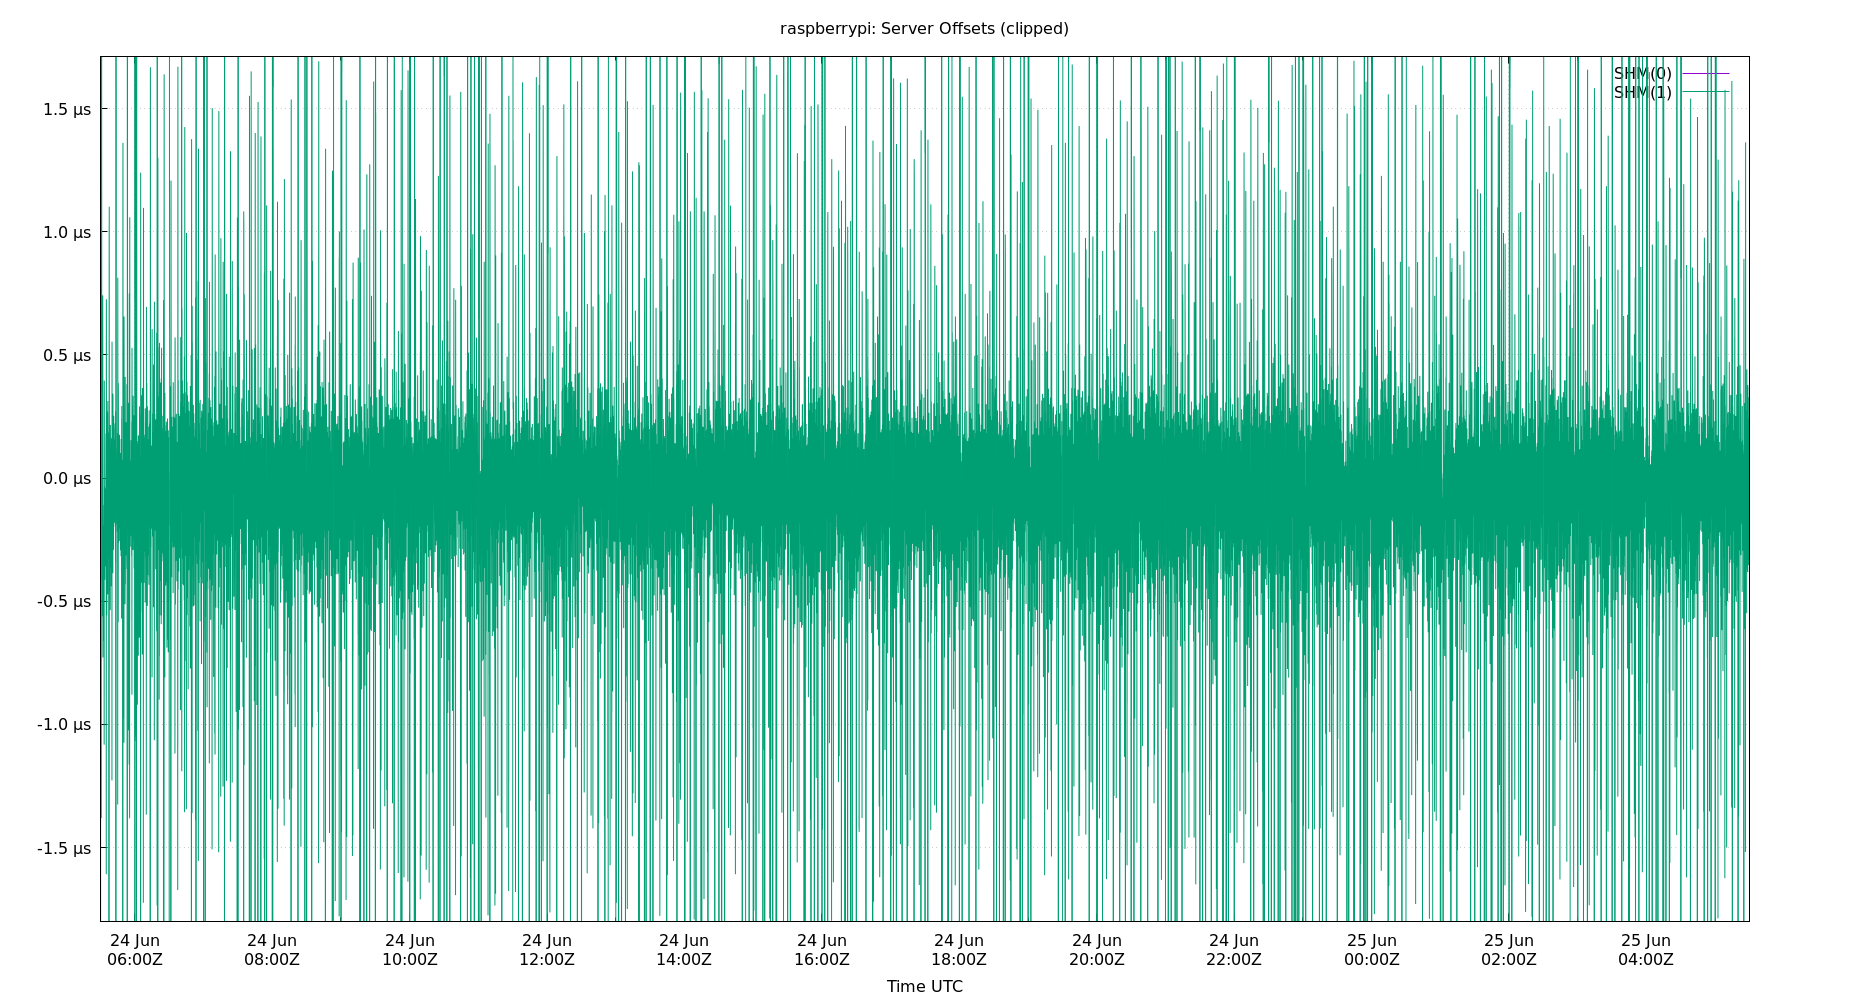 raspberrypi: Server Offsets (clipped)
SHM(0)
SHM(1)
1.5 µs
1.0 µs
0.5 µs
0.0 µs
-0.5 µs
-1.0 µs
-1.5 µs
24 Jun 24 Jun 24 Jun 24 Jun 24 Jun 24 Jun 24 Jun 24 Jun 24 Jun 25 Jun 25 Jun 25 Jun
06:00Z 08:00Z 10:00Z 12:00Z 14:00Z 16:00Z 18:00Z 20:00Z 22:00Z 00:00Z 02:00Z 04:00Z
Time UTC